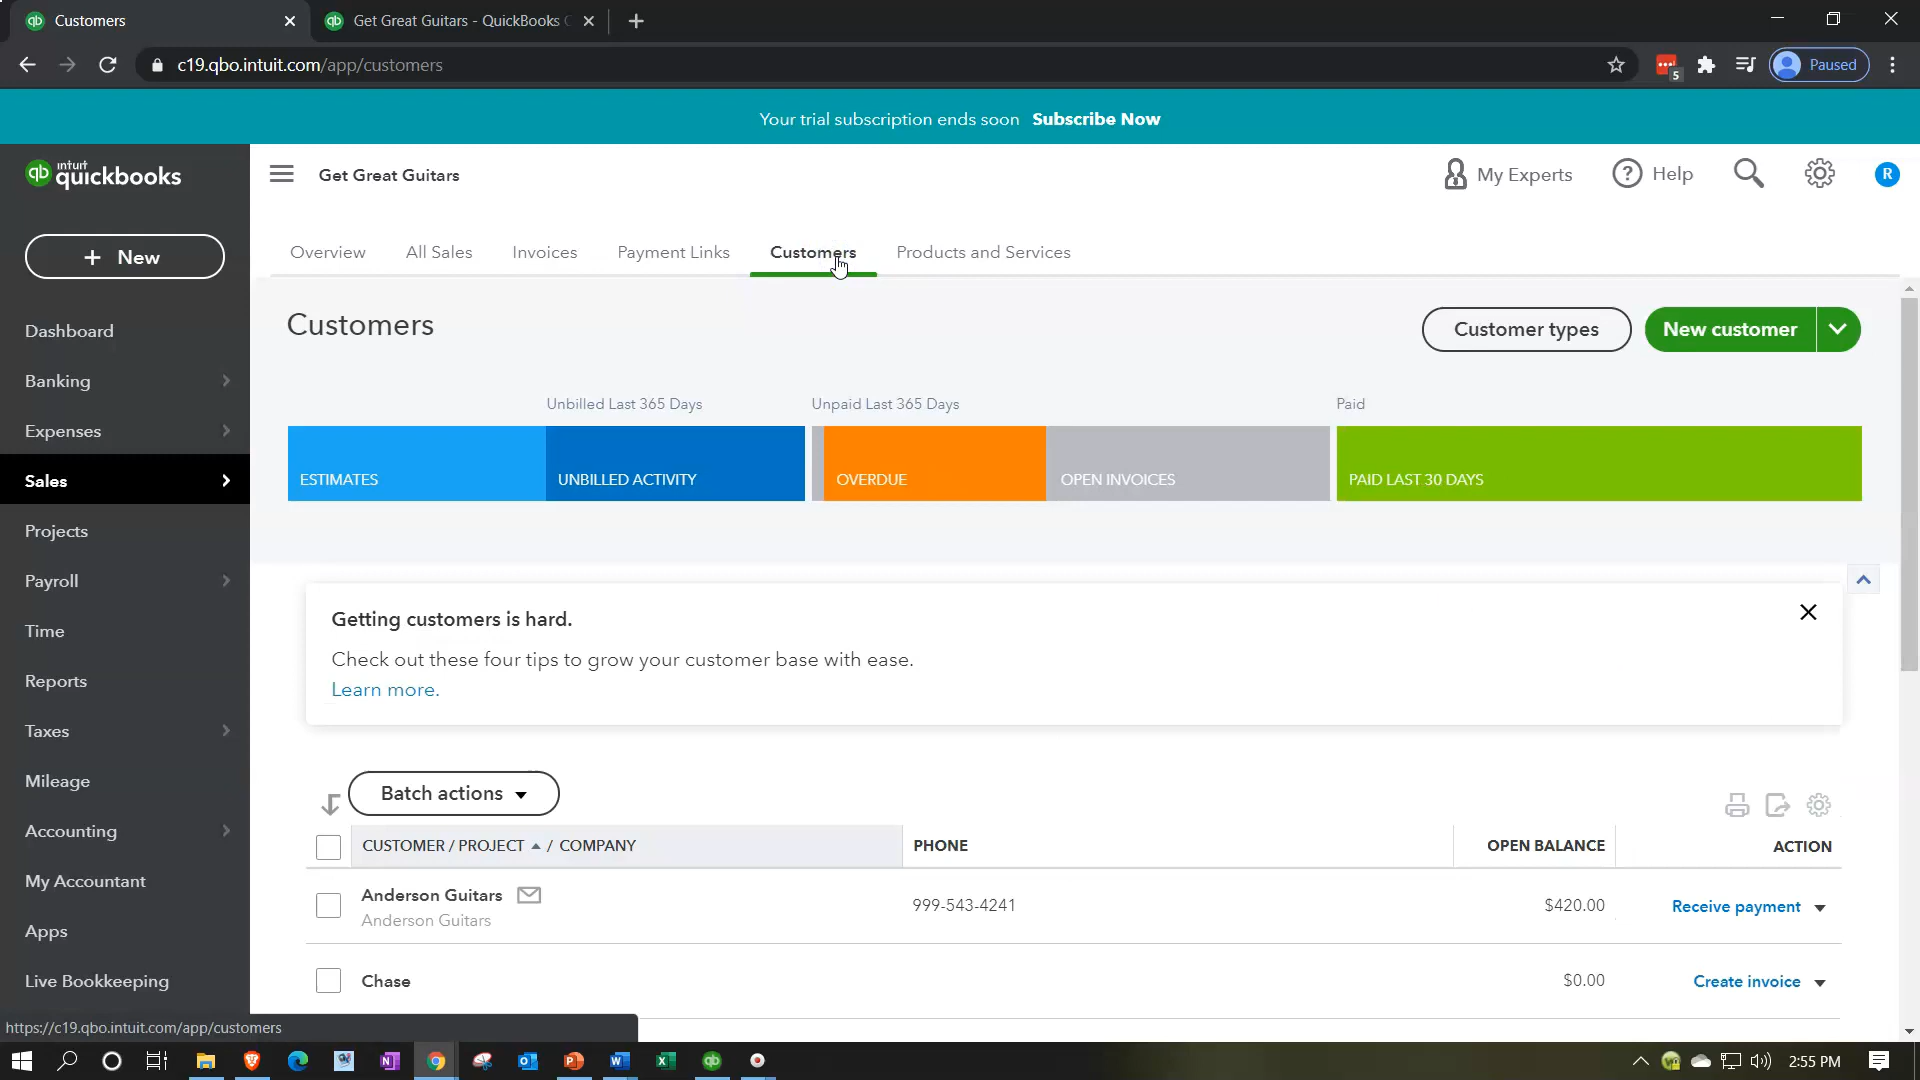 Customers
Get Great Guitars - QuickBooks
c19.qbo.intuit.com/app/customers
5
Paused
Your trial subscription ends soon Subscribe Now
qb intuit quickbooks
Get Great Guitars
My Experts
? Help
R
+ New
Overview
All Sales
Invoices
Payment Links
Customers
Products and Services
Dashboard
Banking
Expenses
Sales
Projects
Payroll
Time
Reports
Taxes
Mileage
Accounting
My Accountant
Apps
Live Bookkeeping
Customers
Customer types
New customer
Unbilled Last 365 Days
Unpaid Last 365 Days
Paid
ESTIMATES
UNBILLED ACTIVITY
OVERDUE
OPEN INVOICES
PAID LAST 30 DAYS
Getting customers is hard.
Check out these four tips to grow your customer base with ease.
Learn more.
Batch actions
CUSTOMER / PROJECT / COMPANY
PHONE
OPEN BALANCE
ACTION
Anderson Guitars
Anderson Guitars
999-543-4241
$420.00
Receive payment
Chase
$0.00
Create invoice
https://c19.qbo.intuit.com/app/customers
2:55 PM